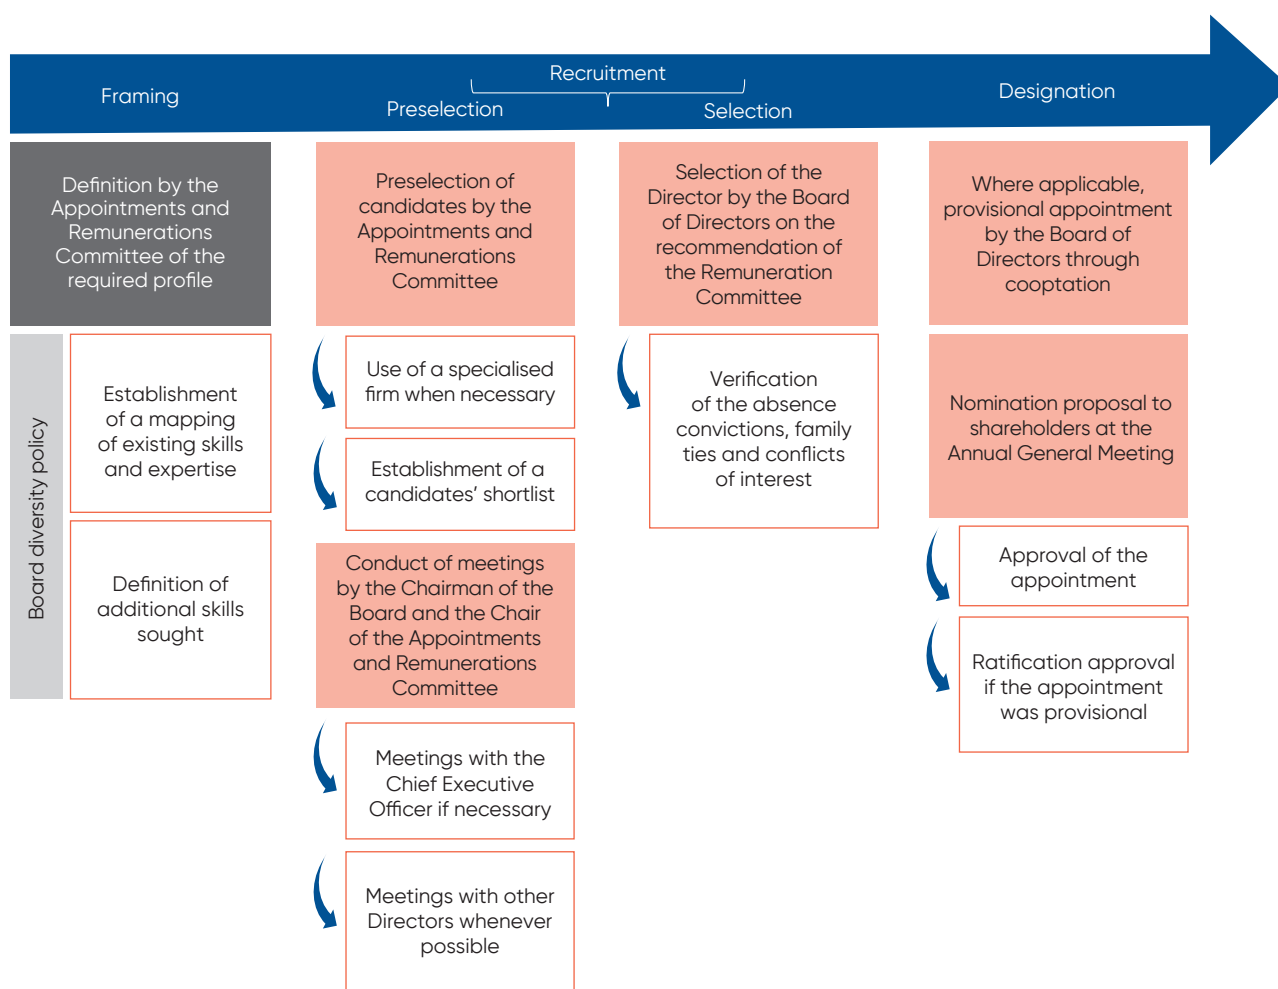 Framing
Recruitment
Preselection
Selection
Designation
Definition by the
Appointments and
Remunerations
Committee of the
required profile
Board diversity policy
Establishment
of a mapping
of existing skills
and expertise
Definition of
additional skills
sought
Preselection of
candidates by the
Appointments and
Remunerations
Committee
Use of a specialised
firm when necessary
Establishment of a
candidates’ shortlist
Conduct of meetings
by the Chairman of the
Board and the Chair
of the Appointments
and Remunerations
Committee
Meetings with the
Chief Executive
Officer if necessary
Meetings with other
Directors whenever
possible
Selection of the
Director by the Board
of Directors on the
recommendation of
the Remuneration
Committee
Verification
of the absence
convictions, family
ties and conflicts
of interest
Where applicable,
provisional appointment
by the Board of
Directors through
cooptation
Nomination proposal to
shareholders at the
Annual General Meeting
Approval of the
appointment
Ratification approval
if the appointment
was provisional